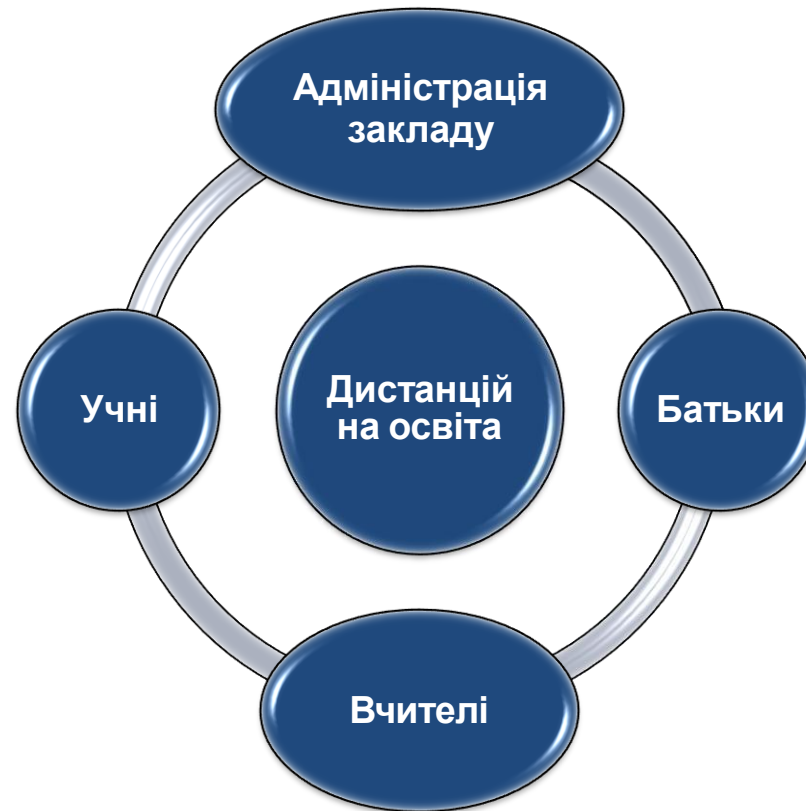 Адміністрація
закладу
Учні
Дистанцій
на освіта
Батьки
Вчителі